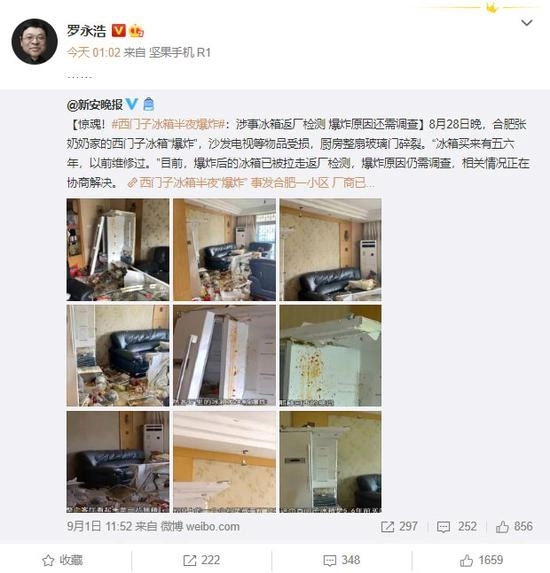 罗永浩
今天 01:02 来自 坚果手机 R1
……
@新安晚报
【惊魂！#西门子冰箱半夜爆炸#：涉事冰箱返厂检测 爆炸原因还需调查】8月28日晚，合肥张
奶奶家的西门子冰箱“爆炸”，沙发电视等物品受损，厨房整扇玻璃门碎裂。“冰箱买来有五六
年，以前维修过。”目前，爆炸后的冰箱已被拉走返厂检测，爆炸原因仍需调查，相关情况正在
协商解决。 西门子冰箱半夜“爆炸” 事发合肥一小区 厂商已...
9月1日 11:52 来自 微博 weibo.com
297
252
856
收藏
222
348
1659